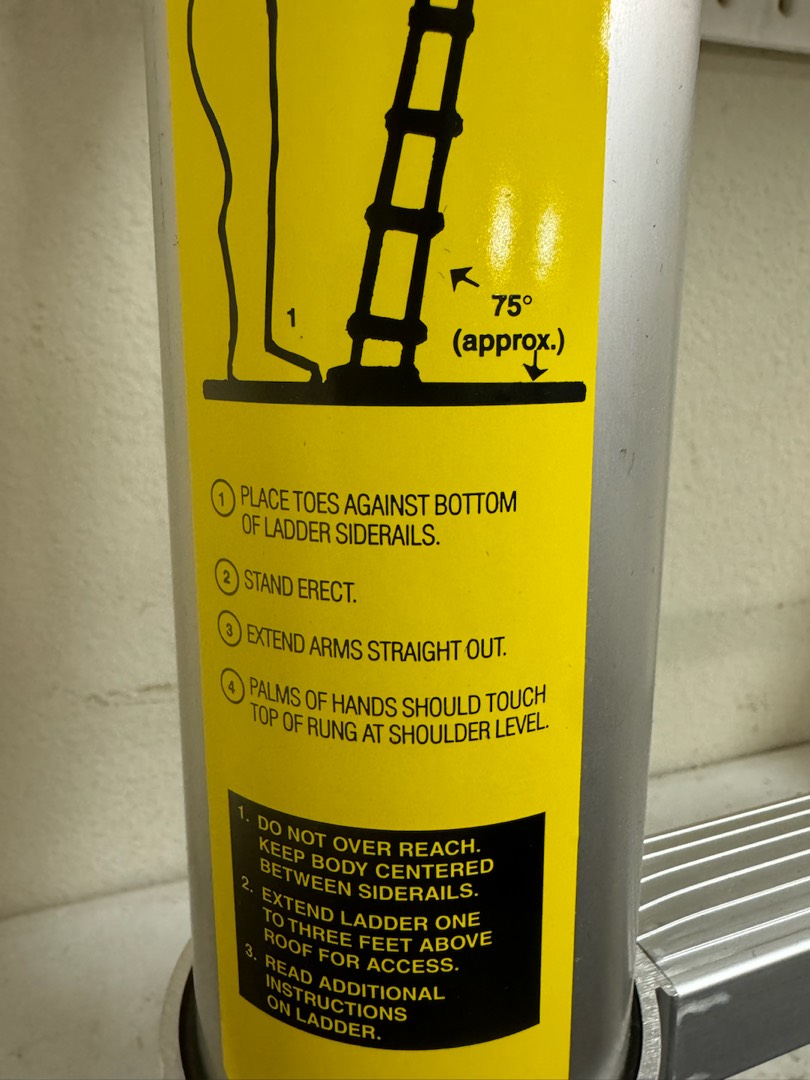 1
75°
(approx.)
1 PLACE TOES AGAINST BOTTOM
OF LADDER SIDERAILS.
2 STAND ERECT.
3 EXTEND ARMS STRAIGHT OUT.
4 PALMS OF HANDS SHOULD TOUCH
TOP OF RUNG AT SHOULDER LEVEL.
1. DO NOT OVER REACH.
KEEP BODY CENTERED
BETWEEN SIDERAILS.
2. EXTEND LADDER ONE
TO THREE FEET ABOVE
ROOF FOR ACCESS.
3. READ ADDITIONAL
INSTRUCTIONS
ON LADDER.